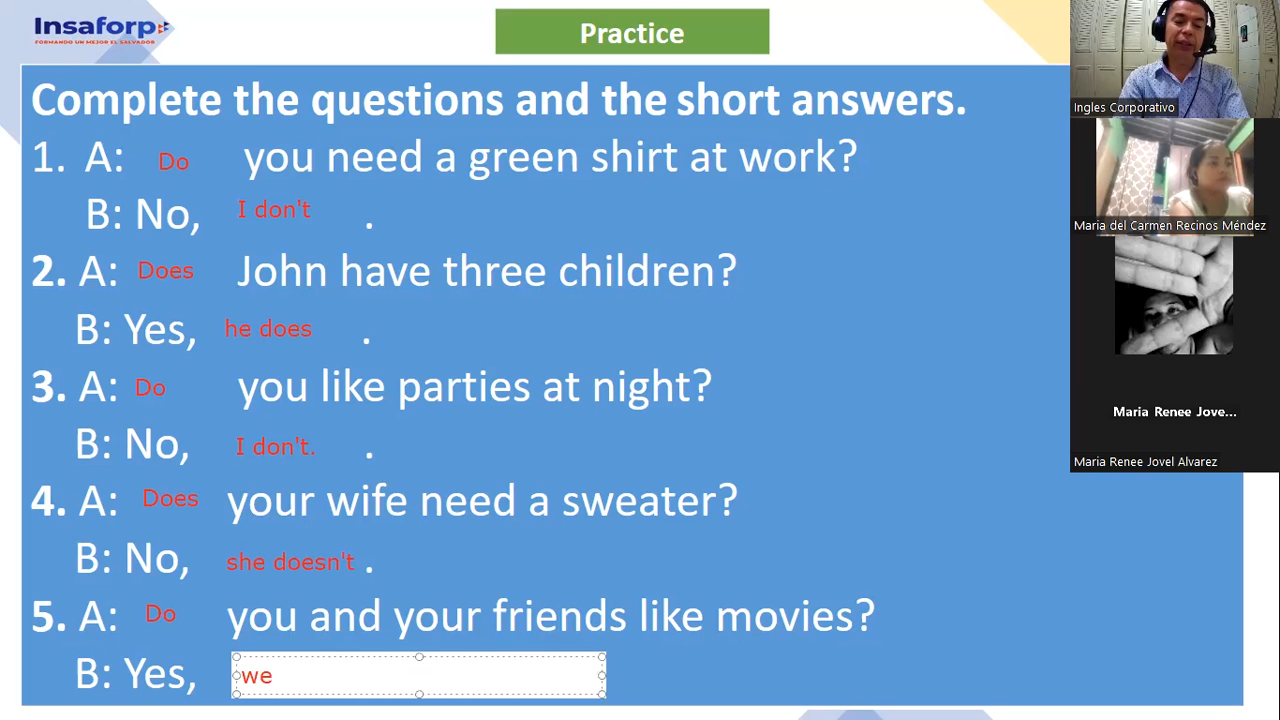 Insaforp
FORMANDO UN MEJOR EL SALVADOR
Practice
Complete the questions and the short answers.
1. A: Do you need a green shirt at work?
B: No, I don't .
2. A: Does John have three children?
B: Yes, he does .
3. A: Do you like parties at night?
B: No, I don't. .
4. A: Does your wife need a sweater?
B: No, she doesn't .
5. A: Do you and your friends like movies?
B: Yes, we
Ingles Corporativo
Maria del Carmen Recinos Méndez
Maria Renee Jove...
Maria Renee Jovel Alvarez